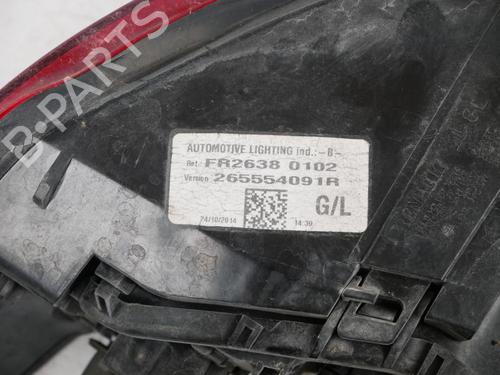 AUTOMOTIVE LIGHTING ind.:-B-
Ref. FR2638 0102
Version 265554091R
G/L
24/10/2014 14:39
B-PARTS